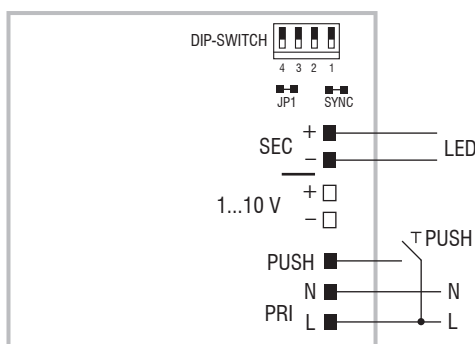 DIP-SWITCH
4 3 2 1
JP1 SYNC
SEC + LED
−
1...10 V +
−
PUSH
PUSH
N N
PRI L L